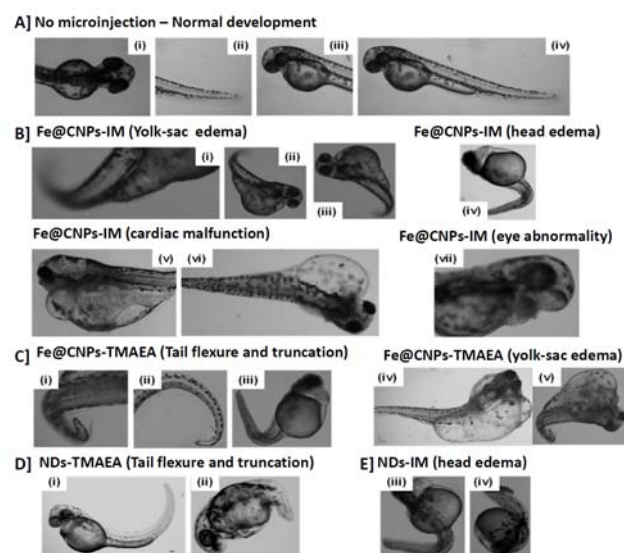 A] No microinjection – Normal development
(i) (ii) (iii) (iv)
B] Fe@CNPs-IM (Yolk-sac edema) Fe@CNPs-IM (head edema)
(i) (ii) (iii) (iv)
Fe@CNPs-IM (cardiac malfunction) Fe@CNPs-IM (eye abnormality)
(v) (vi) (vii)
C] Fe@CNPs-TMAEA (Tail flexure and truncation) Fe@CNPs-TMAEA (yolk-sac edema)
(i) (ii) (iii) (iv) (v)
D] NDs-TMAEA (Tail flexure and truncation) E] NDs-IM (head edema)
(i) (ii) (iii) (iv)